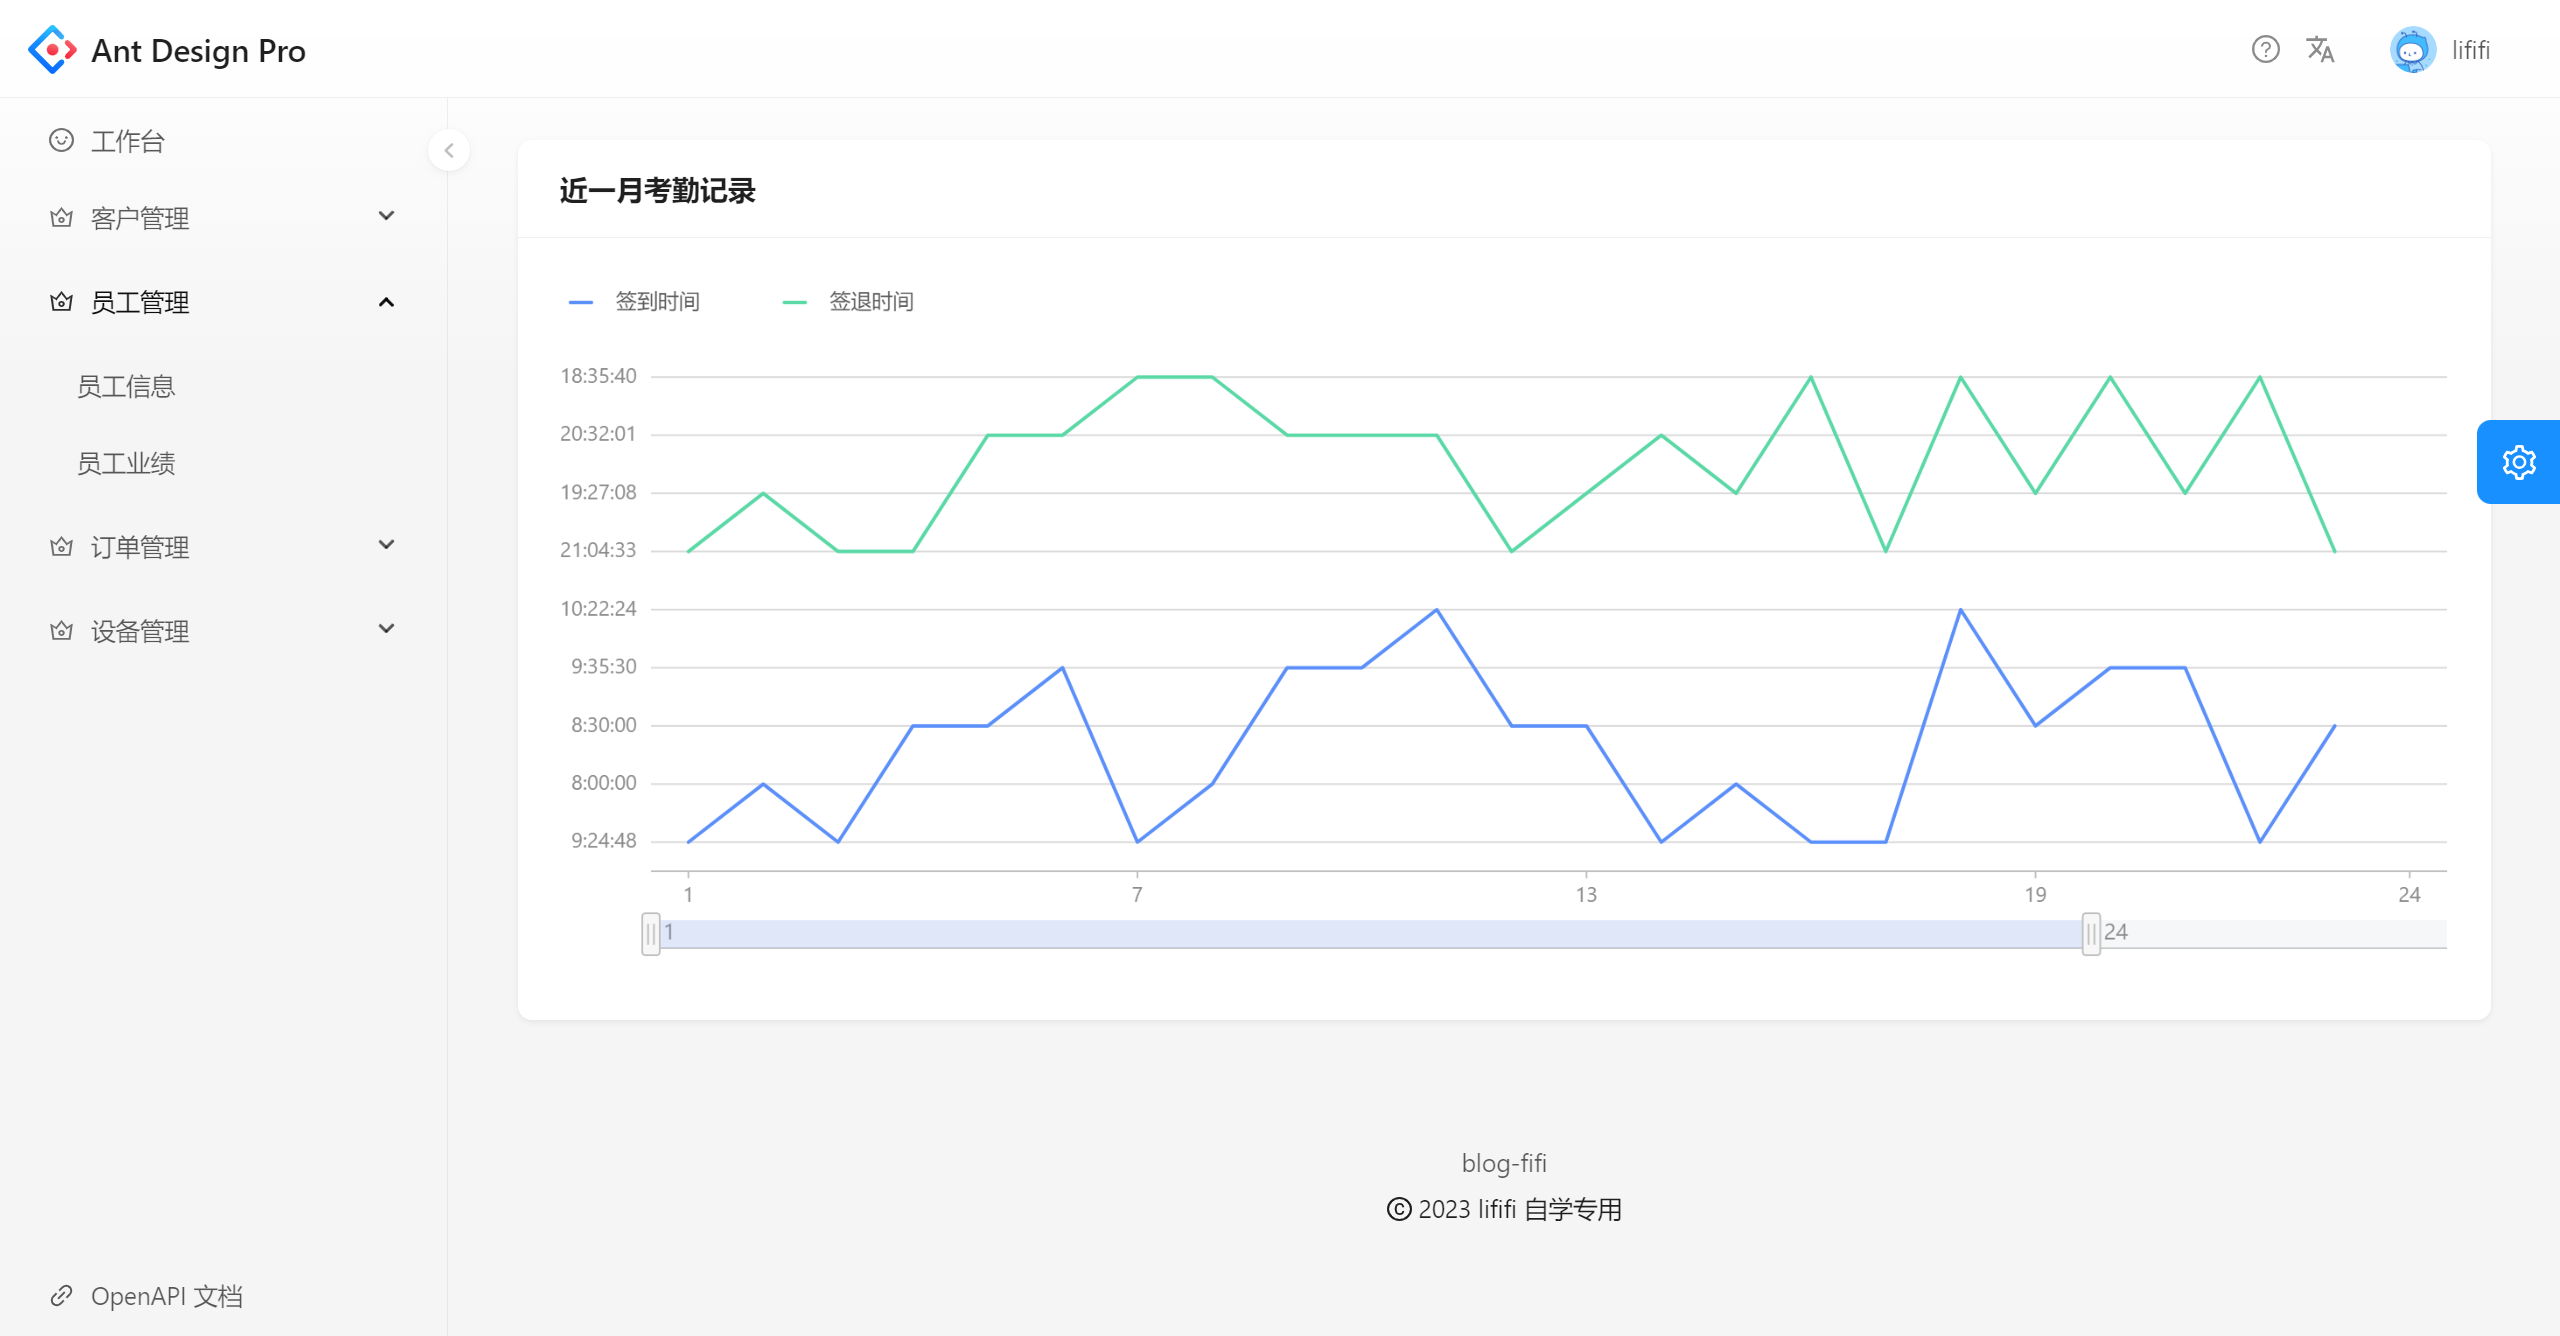 Ant Design Pro
lififi
工作台
客户管理
员工管理
员工信息
员工业绩
订单管理
设备管理
OpenAPI 文档
近一月考勤记录
签到时间 签退时间
18:35:40
20:32:01
19:27:08
21:04:33
10:22:24
9:35:30
8:30:00
8:00:00
9:24:48
1 7 13 19 24
1 24
blog-fifi
© 2023 lififi 自学专用